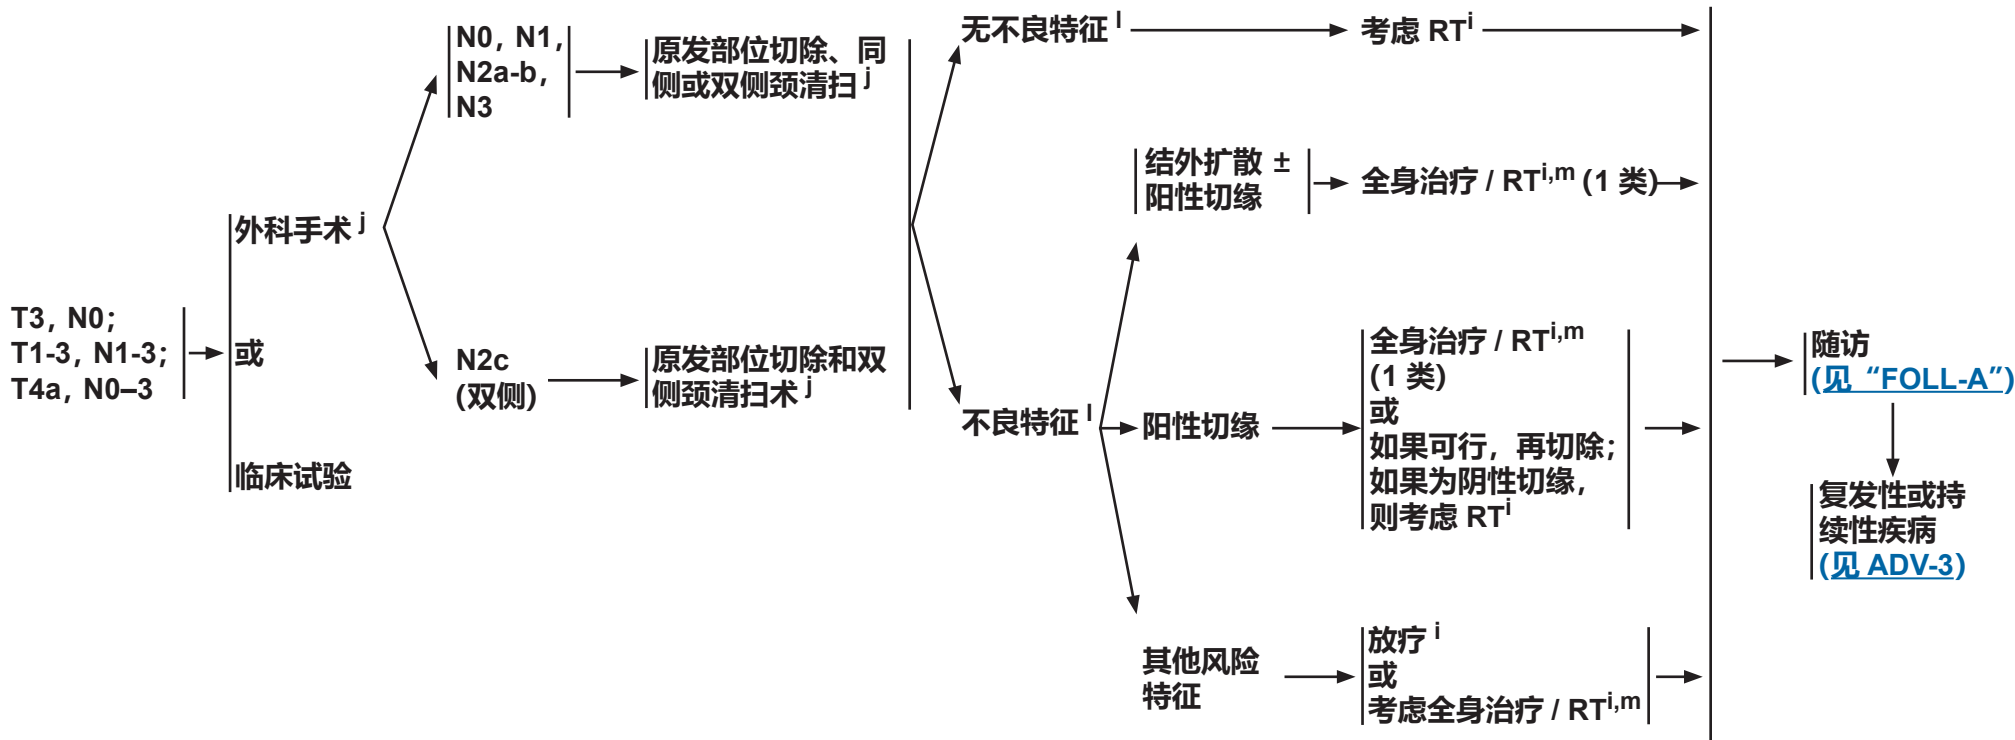 T3, N0;
T1-3, N1-3;
T4a, N0–3
外科手术 j
或
临床试验
N0, N1,
N2a-b,
N3
原发部位切除、同
侧或双侧颈清扫 j
N2c
(双侧)
原发部位切除和双
侧颈清扫术 j
无不良特征 l
考虑 RTi
不良特征 l
结外扩散 ±
阳性切缘
全身治疗 / RTi,m (1 类)
阳性切缘
全身治疗 / RTi,m
(1 类)
或
如果可行，再切除；
如果为阴性切缘，
则考虑 RTi
其他风险
特征
放疗 i
或
考虑全身治疗 / RTi,m
随访
(见 “FOLL-A”)
复发性或持
续性疾病
(见 ADV-3)